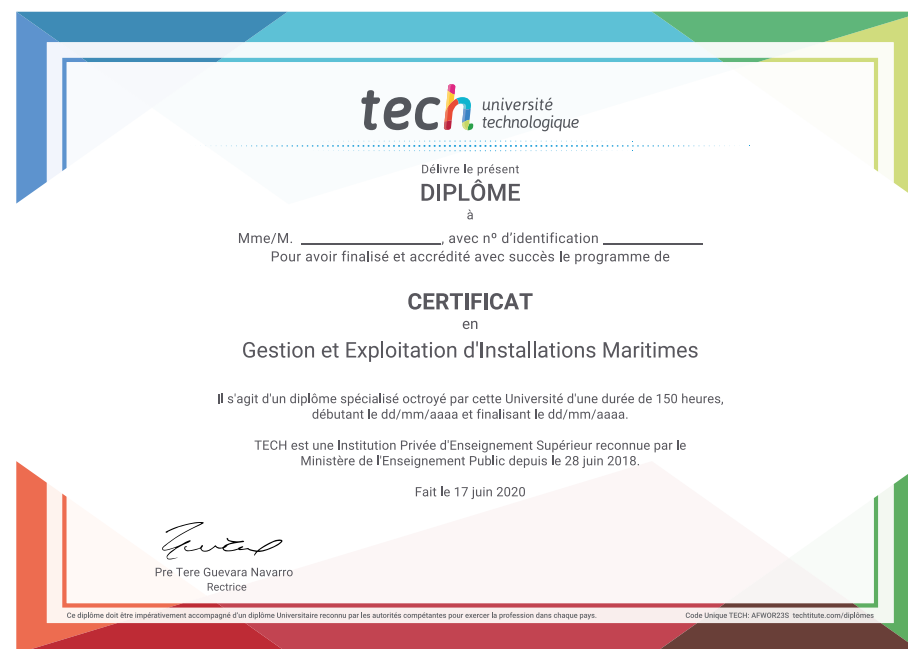 tech université
technologique
Délivre le présent
DIPLÔME
à
Mme/M. ____________________, avec nº d'identification ______________
Pour avoir finalisé et accrédité avec succès le programme de
CERTIFICAT
en
Gestion et Exploitation d'Installations Maritimes
Il s'agit d'un diplôme spécialisé octroyé par cette Université d'une durée de 150 heures,
débutant le dd/mm/aaaa et finalisant le dd/mm/aaaa.
TECH est une Institution Privée d'Enseignement Supérieur reconnue par le
Ministère de l'Enseignement Public depuis le 28 juin 2018.
Fait le 17 juin 2020
Pre Tere Guevara Navarro
Rectrice
Ce diplôme doit être impérativement accompagné d'un diplôme Universitaire reconnu par les autorités compétantes pour exercer la profession dans chaque pays.
Code Unique TECH: AFWOR23S techtitute.com/diplômes